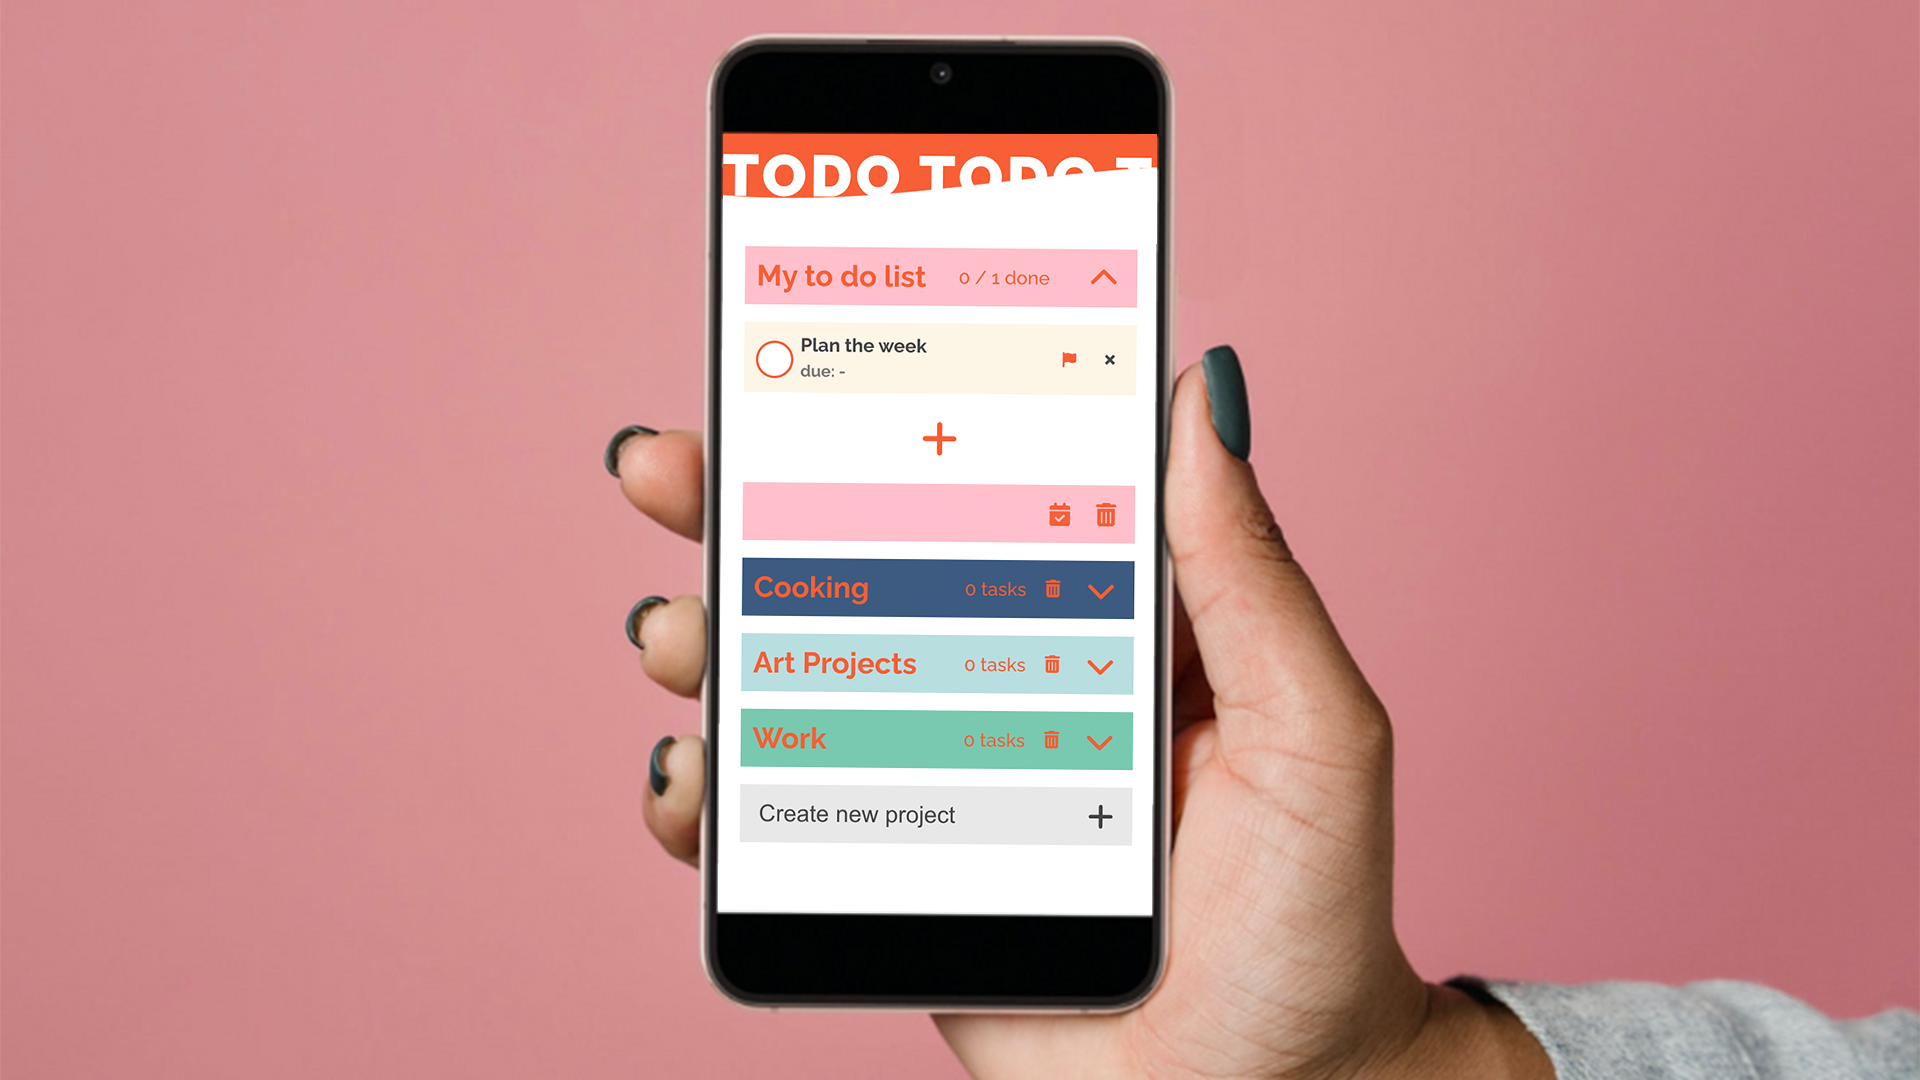 TODO TODO T
My to do list 0 / 1 done
Plan the week
due: -
Cooking 0 tasks
Art Projects 0 tasks
Work 0 tasks
Create new project